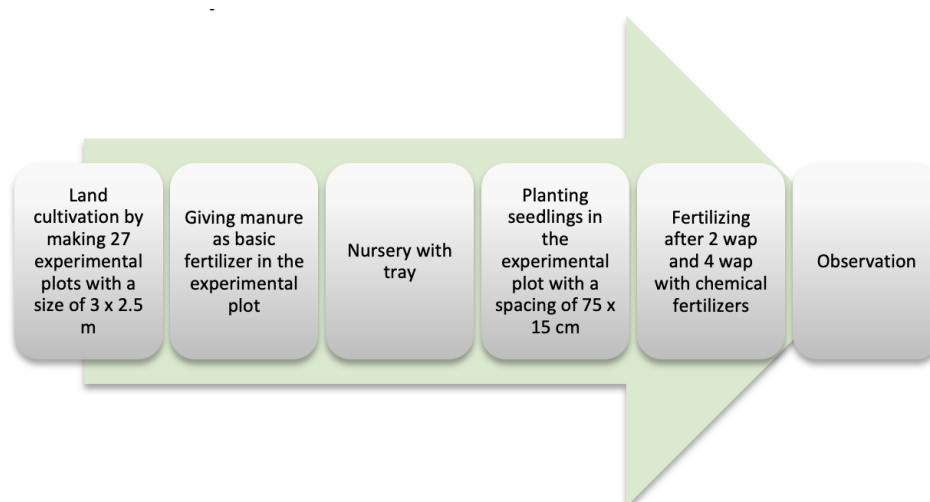 Land
cultivation by
making 27
experimental
plots with a
size of 3 x 2.5
m
Giving manure
as basic
fertilizer in the
experimental
plot
Nursery with
tray
Planting
seedlings in
the
experimental
plot with a
spacing of 75 x
15 cm
Fertilizing
after 2 wap
and 4 wap
with chemical
fertilizers
Observation